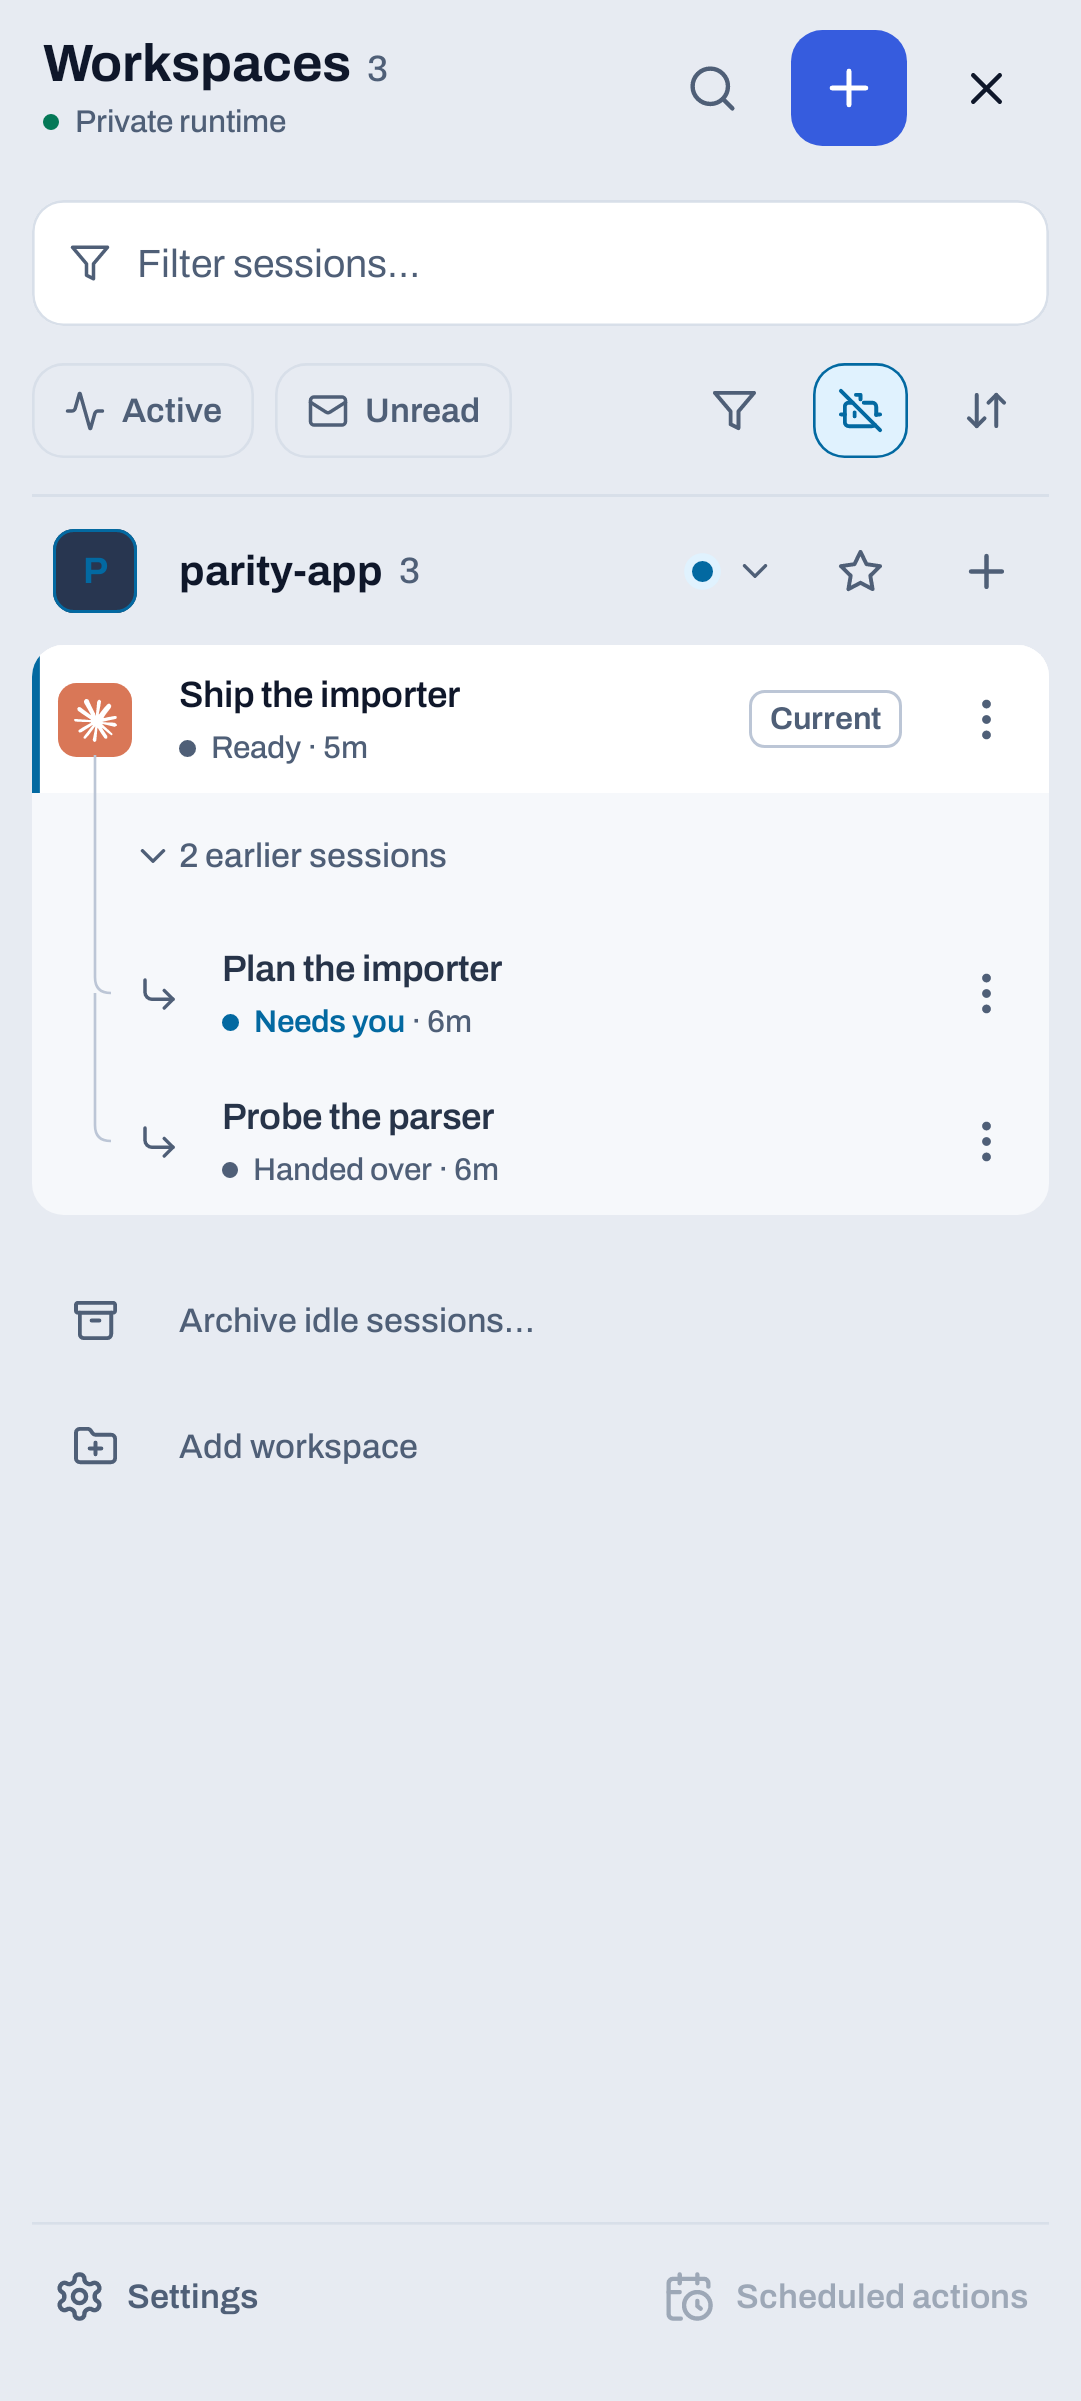 Workspaces 3
Private runtime
Filter sessions...
Active
Unread
P
parity-app 3
Ship the importer
Ready · 5m
Current
2 earlier sessions
Plan the importer
Needs you · 6m
Probe the parser
Handed over · 6m
Archive idle sessions...
Add workspace
Settings
Scheduled actions